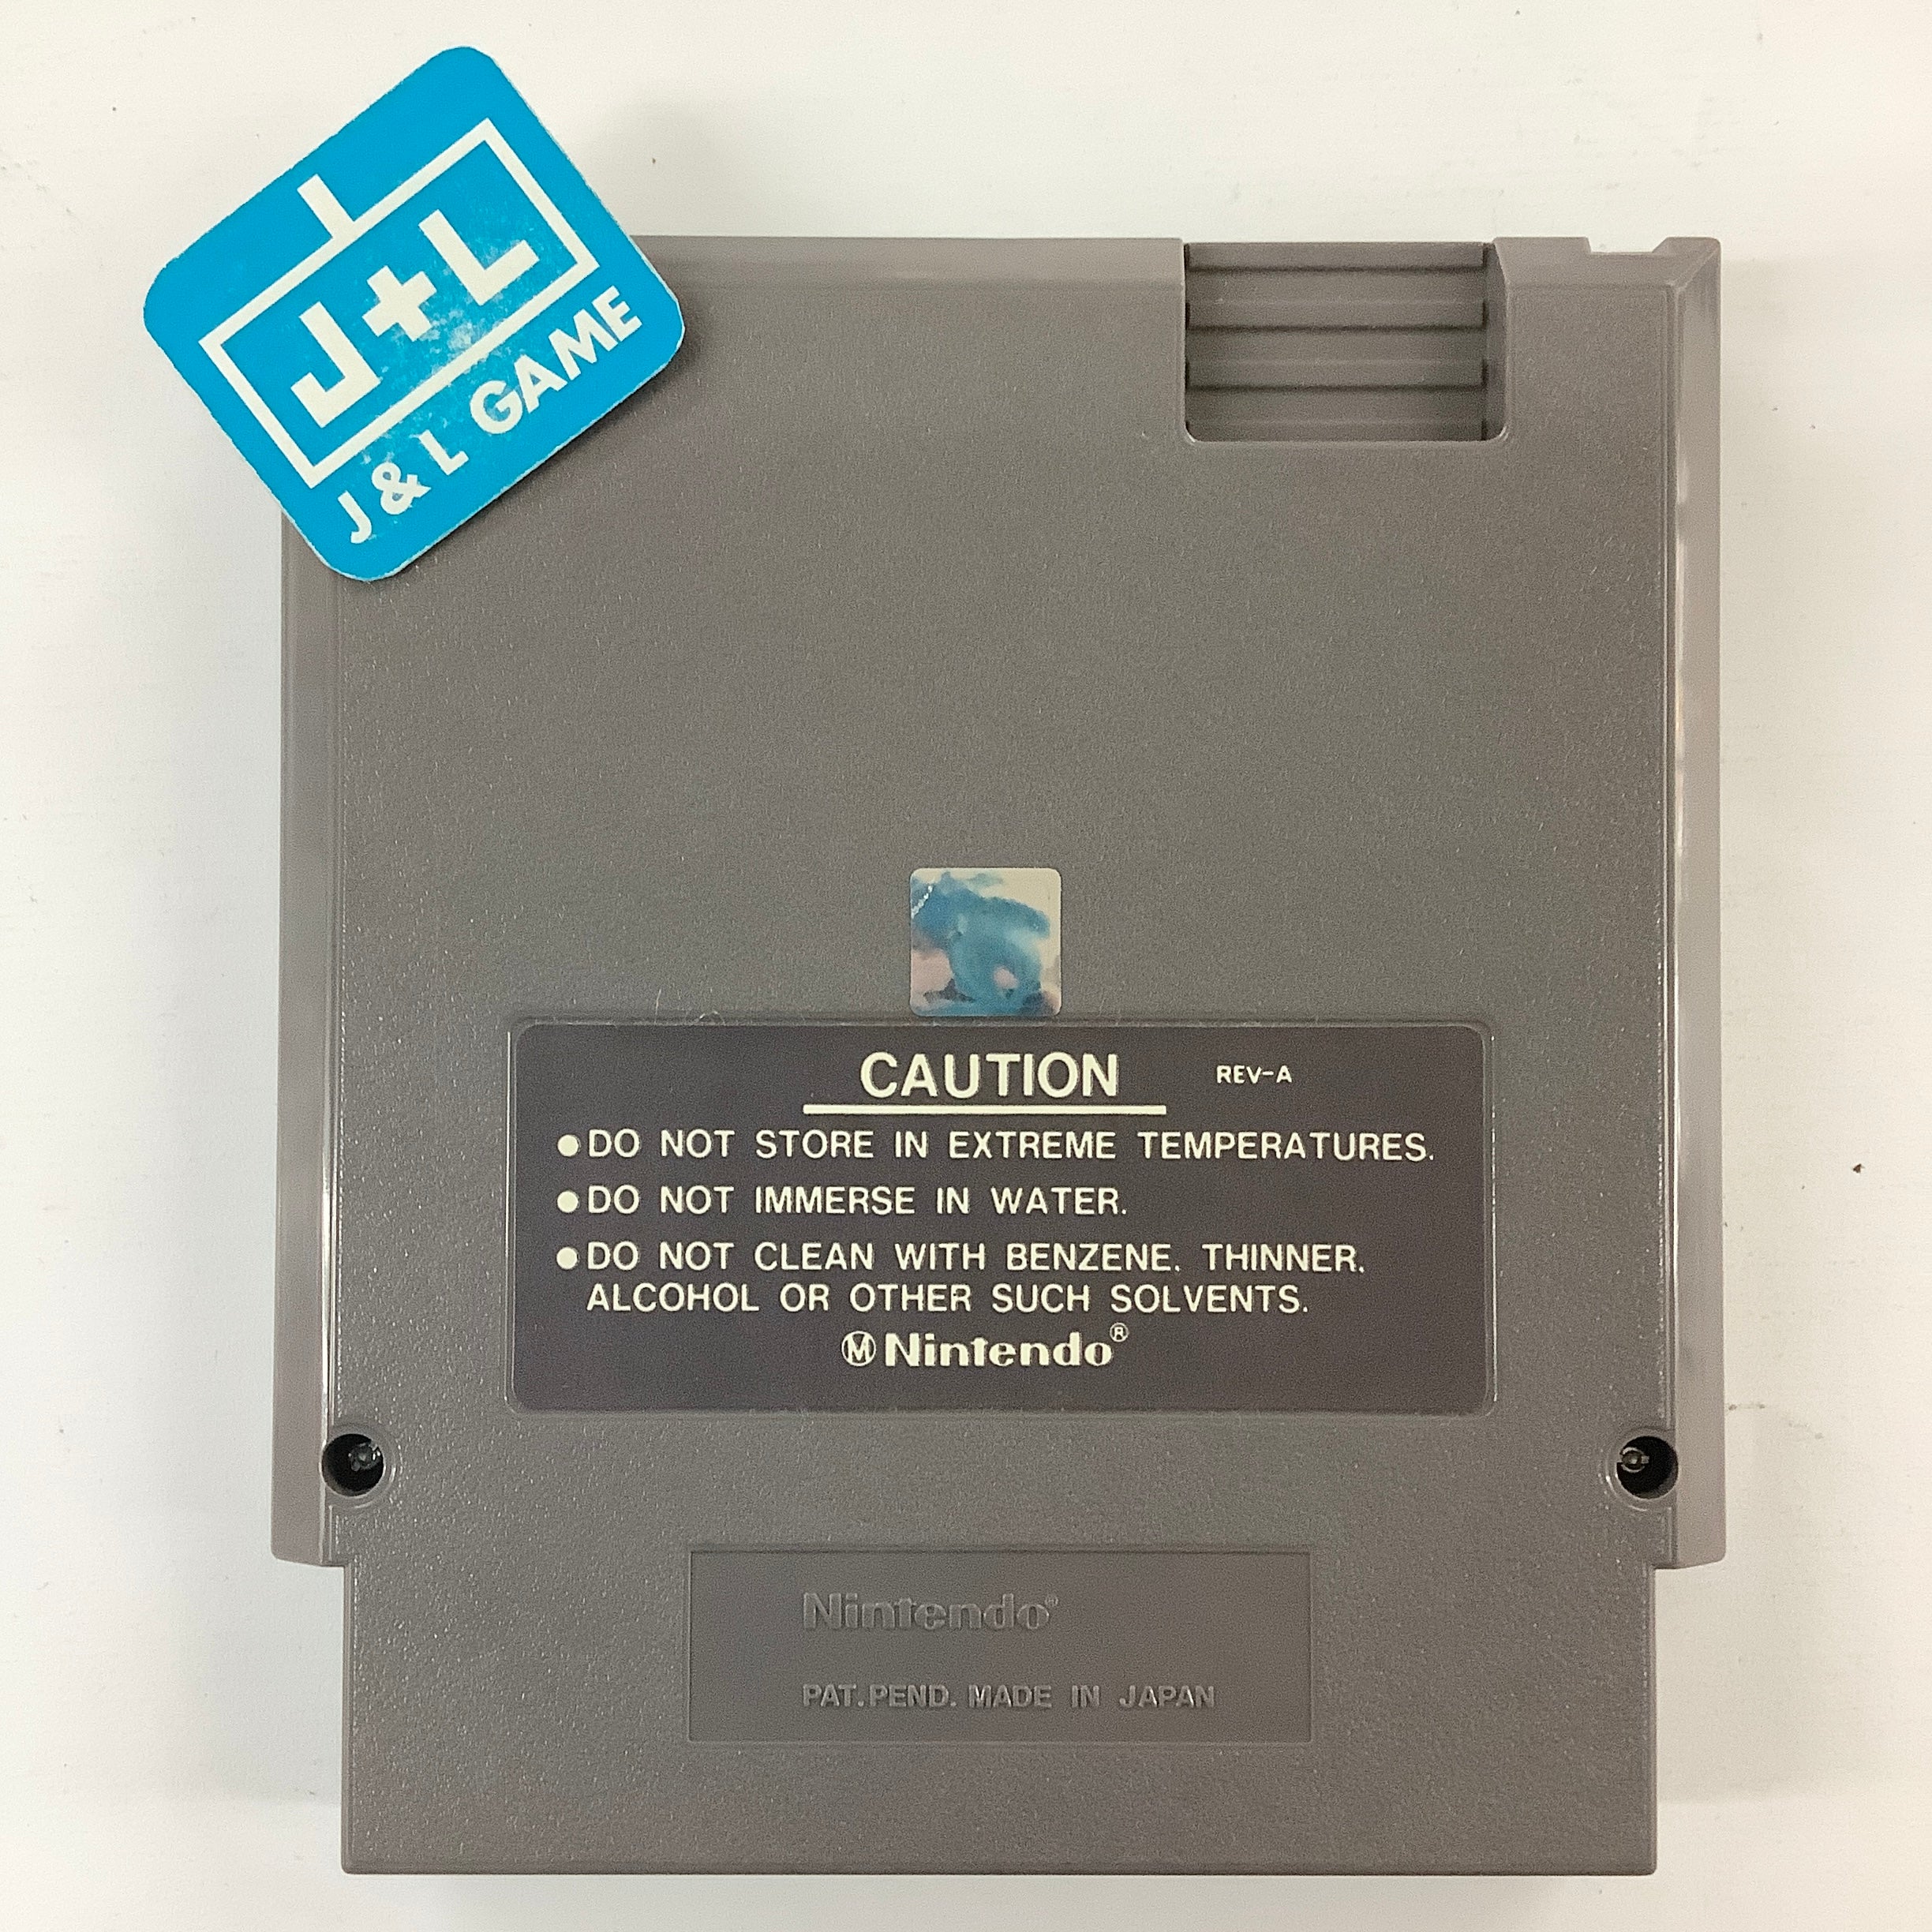 J+L
J & L GAME
CAUTION REV-A
●DO NOT STORE IN EXTREME TEMPERATURES.
●DO NOT IMMERSE IN WATER.
●DO NOT CLEAN WITH BENZENE, THINNER,
ALCOHOL OR OTHER SUCH SOLVENTS.
Ⓜ Nintendo®
Nintendo®
PAT. PEND. MADE IN JAPAN